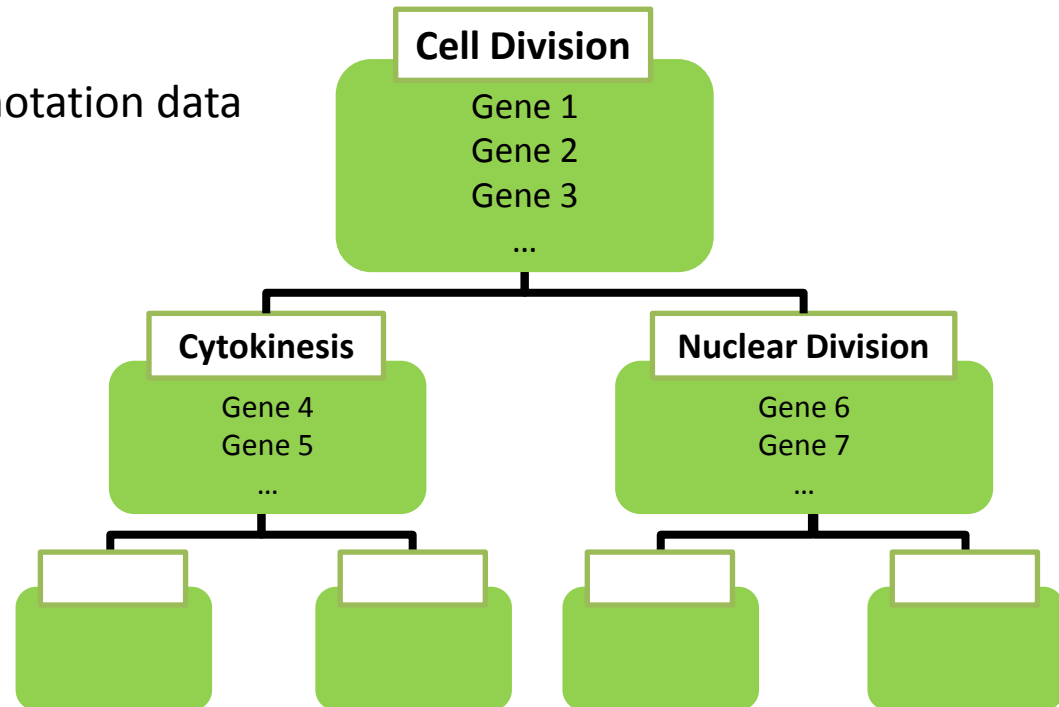 Cell Division
notation data
Gene 1
Gene 2
Gene 3
...
Cytokinesis
Nuclear Division
Gene 4
Gene 5
...
Gene 6
Gene 7
...